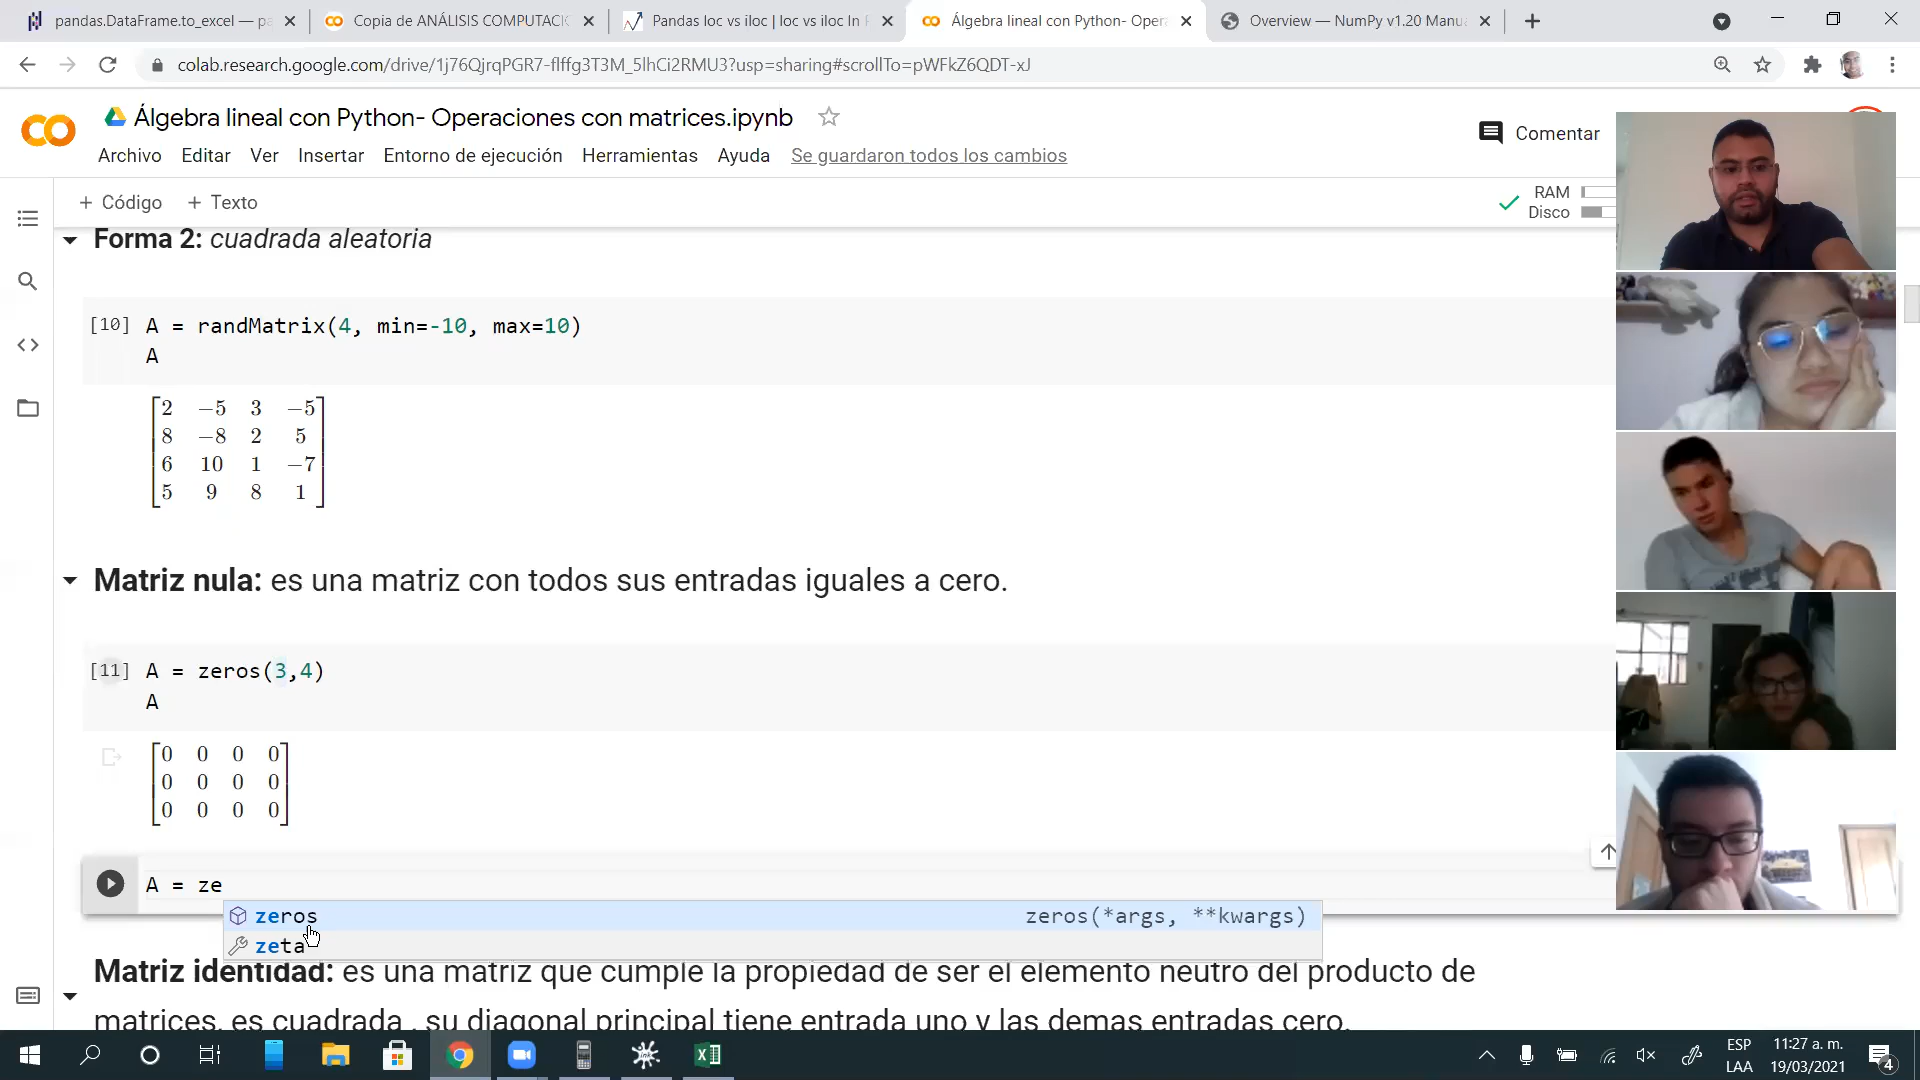 pandas.DataFrame.to_excel — pa
Copia de ANÁLISIS COMPUTACI
Pandas loc vs iloc | loc vs iloc In P
Álgebra lineal con Python- Opera
Overview — NumPy v1.20 Manua
colab.research.google.com/drive/1j76QjrqPGR7-flffg3T3M_5lhCi2RMU3?usp=sharing#scrollTo=pWFkZ6QDT-xJ
Álgebra lineal con Python- Operaciones con matrices.ipynb
Comentar
Archivo Editar Ver Insertar Entorno de ejecución Herramientas Ayuda Se guardaron todos los cambios
+ Código + Texto
RAM
Disco
Forma 2: cuadrada aleatoria
[10] A = randMatrix(4, min=-10, max=10)
A
2 −5 3 −5
8 −8 2 5
6 10 1 −7
5 9 8 1
Matriz nula: es una matriz con todos sus entradas iguales a cero.
[11] A = zeros(3,4)
A
0 0 0 0
0 0 0 0
0 0 0 0
A = ze
zeros zeros(*args, **kwargs)
zeta
Matriz identidad: es una matriz que cumple la propiedad de ser el elemento neutro del producto de
matrices, es cuadrada , su diagonal principal tiene entrada uno y las demas entradas cero.
ESP
LAA
11:27 a. m.
19/03/2021
4